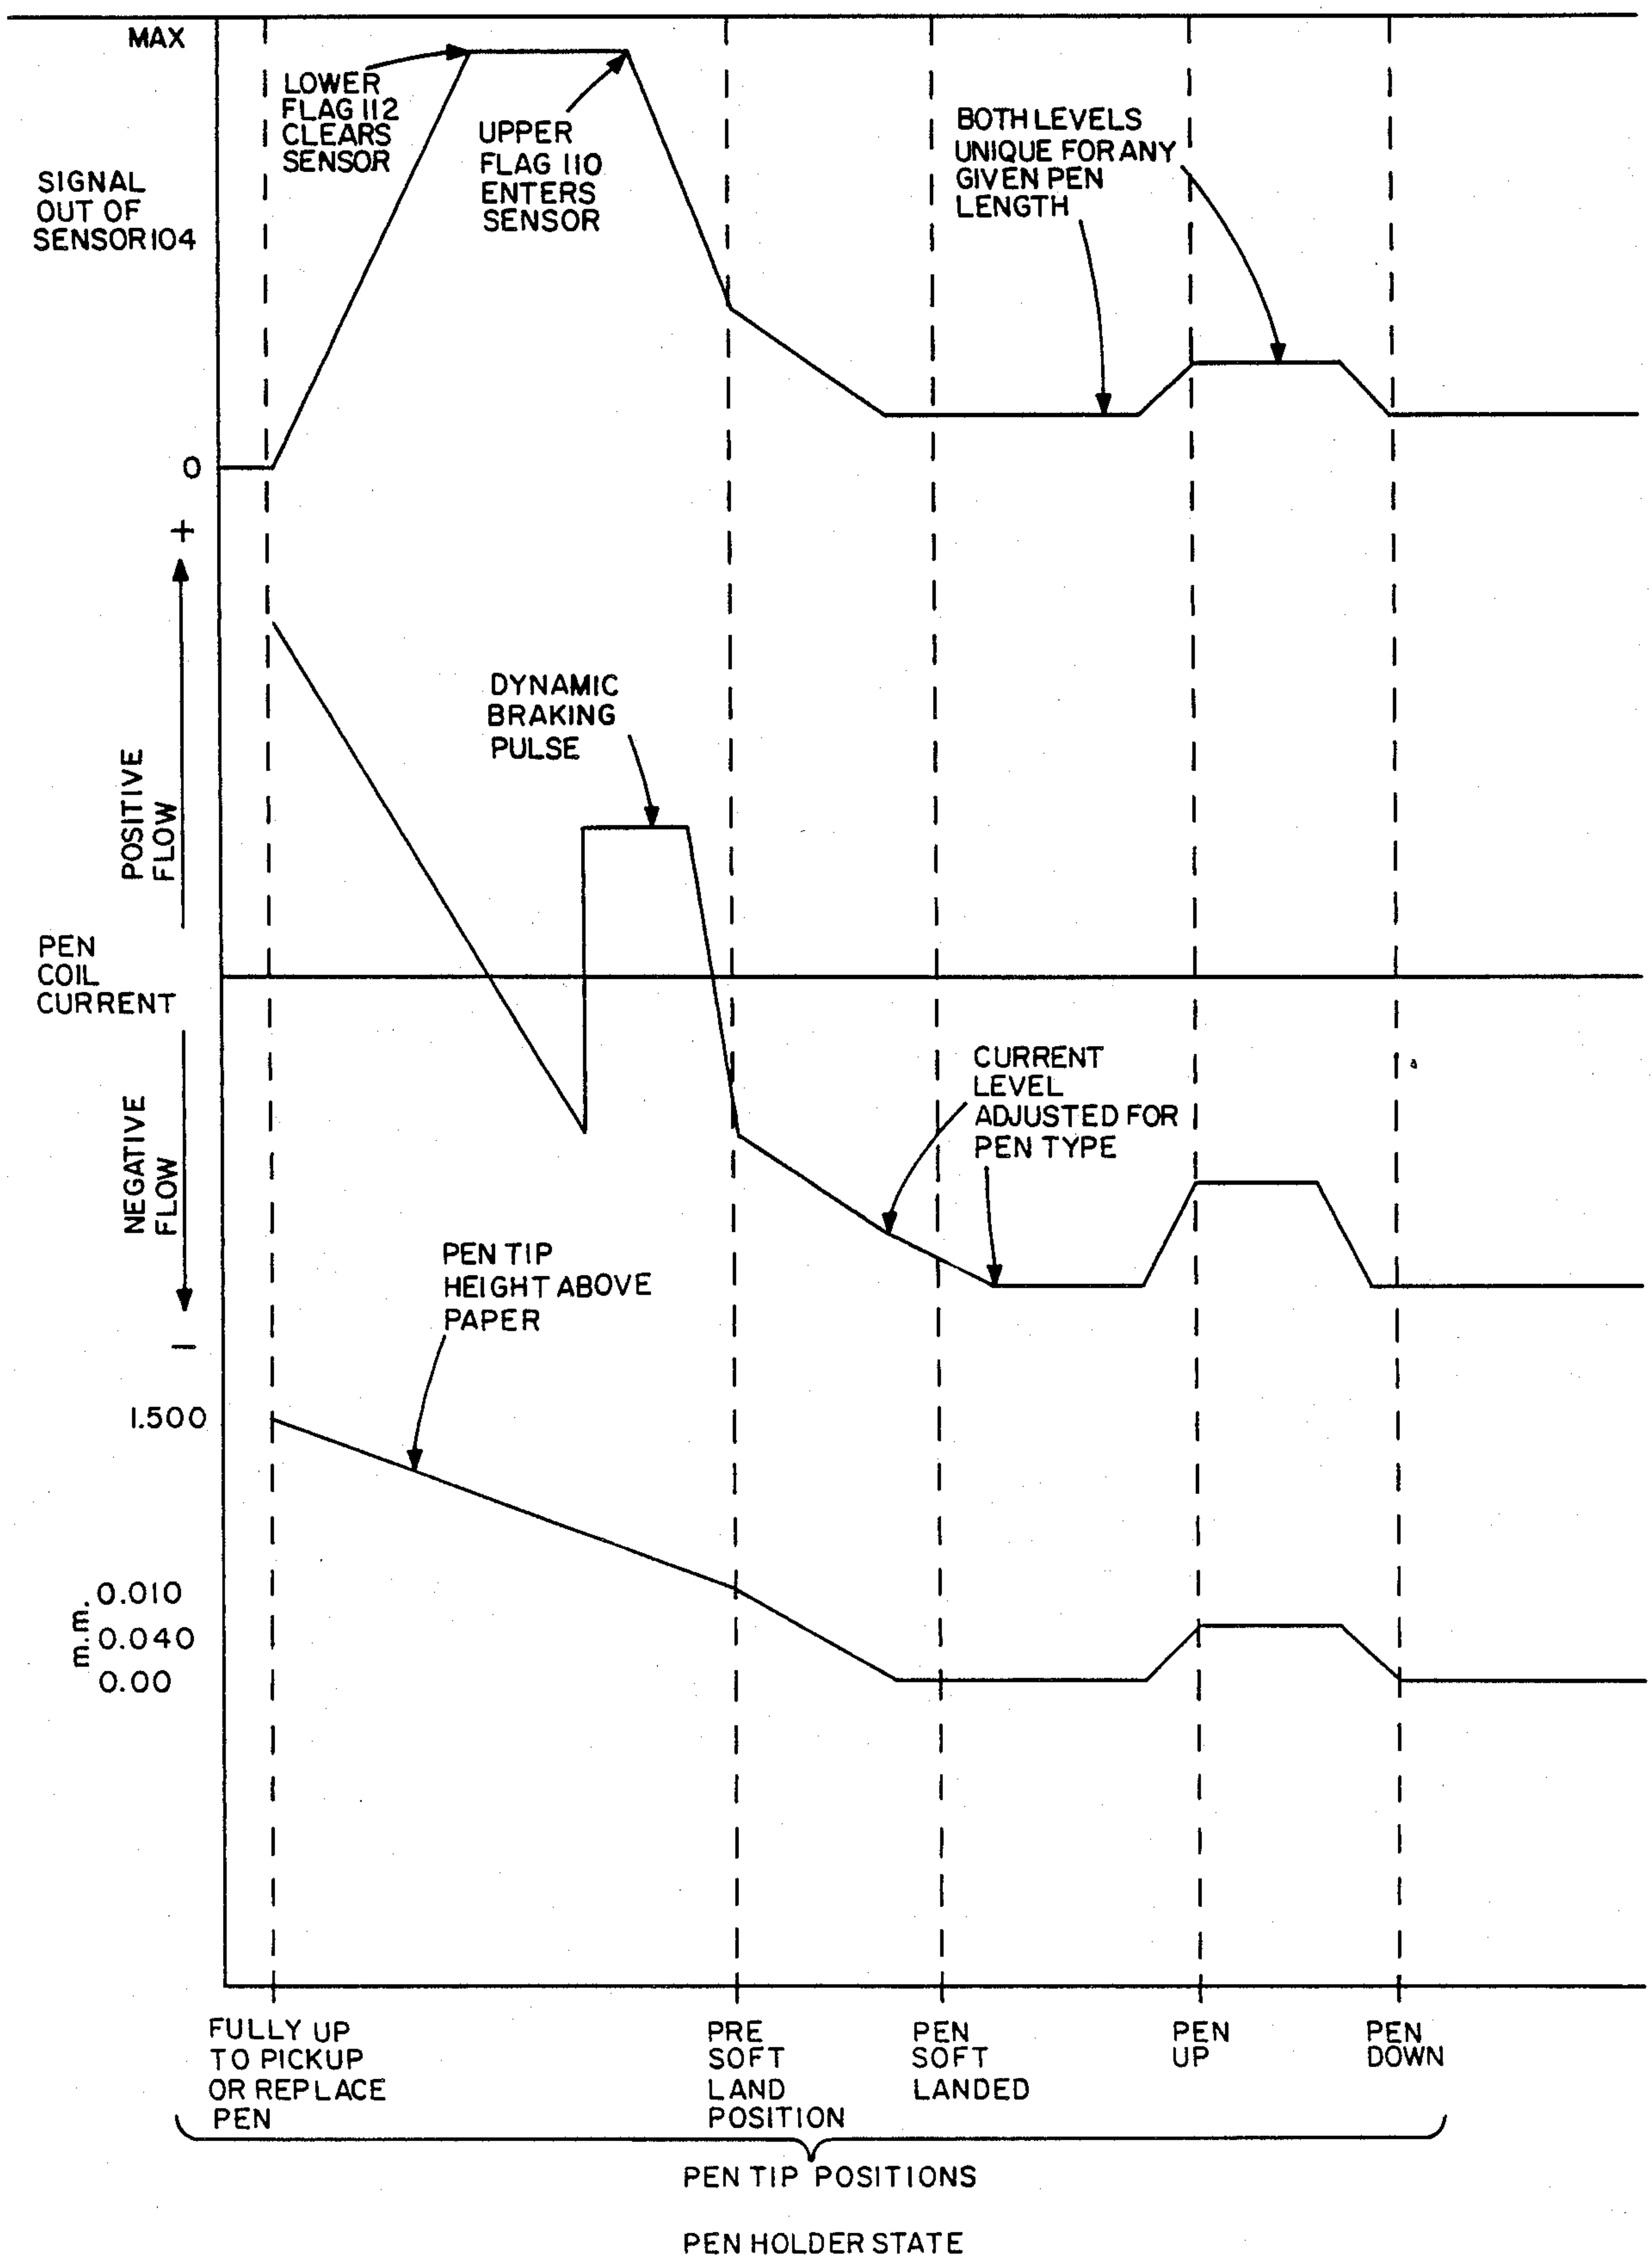 MAX
LOWER
FLAG 112
CLEARS
SENSOR
UPPER
FLAG 110
ENTERS
SENSOR
BOTH LEVELS
UNIQUE FOR ANY
GIVEN PEN
LENGTH
SIGNAL
OUT OF
SENSOR 104
0
+
POSITIVE
FLOW
DYNAMIC
BRAKING
PULSE
PEN
COIL
CURRENT
NEGATIVE
FLOW
CURRENT
LEVEL
ADJUSTED FOR
PEN TYPE
PEN TIP
HEIGHT ABOVE
PAPER
–
1.500
0.010
m.m.
0.040
0.00
FULLY UP
TO PICKUP
OR REPLACE
PEN
PRE
SOFT
LAND
POSITION
PEN
SOFT
LANDED
PEN
UP
PEN
DOWN
PEN TIP POSITIONS
PEN HOLDER STATE